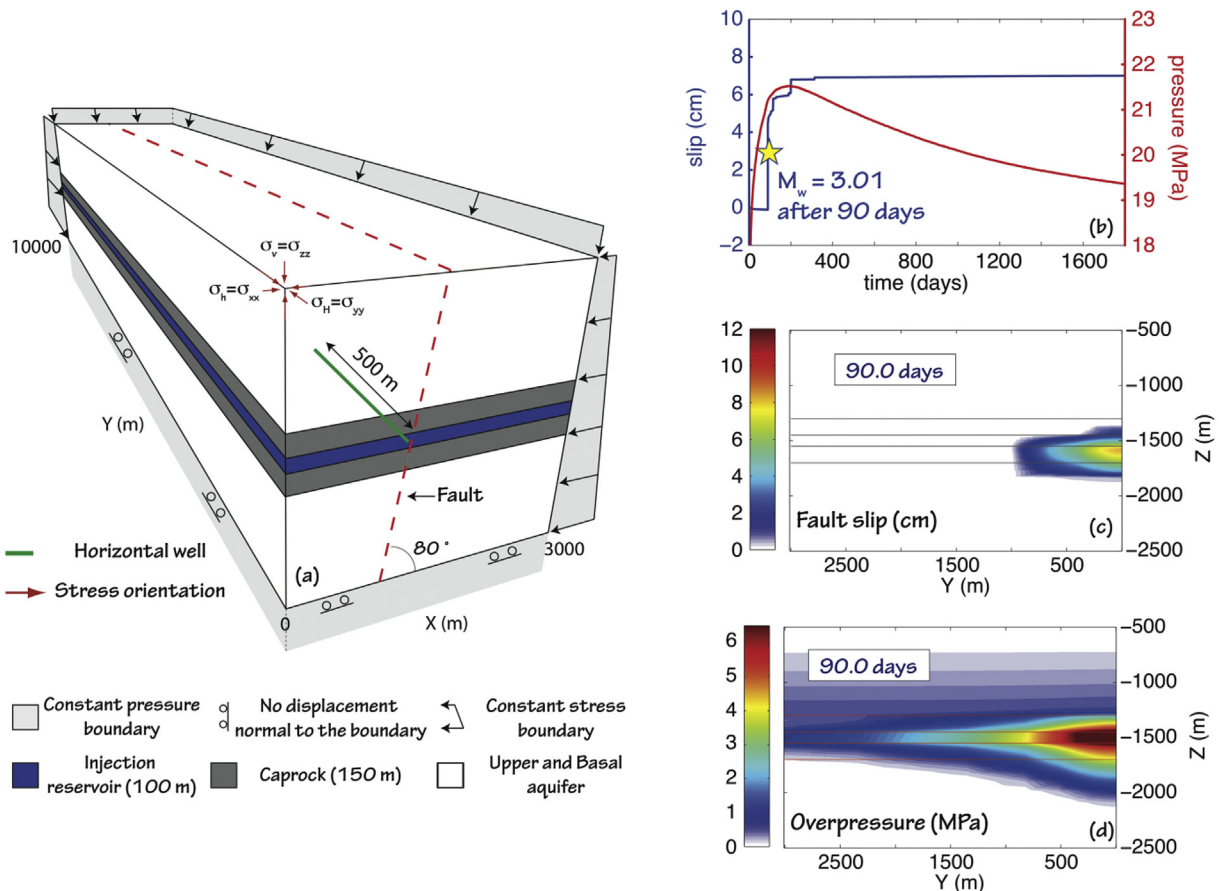 10000
σv=σzz
σh=σxx
σH=σyy
500 m
Y (m)
Fault
80°
3000
(a)
0
X (m)
Horizontal well
Stress orientation
Constant pressure
boundary
No displacement
normal to the boundary
Constant stress
boundary
Injection
reservoir (100 m)
Caprock (150 m)
Upper and Basal
aquifer
10
8
6
4
2
0
−2
slip (cm)
23
22
21
20
19
18
pressure (MPa)
Mw = 3.01
after 90 days
(b)
0
400
800
1200
1600
time (days)
12
10
8
6
4
2
0
90.0 days
Fault slip (cm)
(c)
−500
−1000
−1500
−2000
−2500
Z (m)
2500
1500
500
Y (m)
6
5
4
3
2
1
0
90.0 days
Overpressure (MPa)
(d)
−500
−1000
−1500
−2000
−2500
Z (m)
2500
1500
500
Y (m)